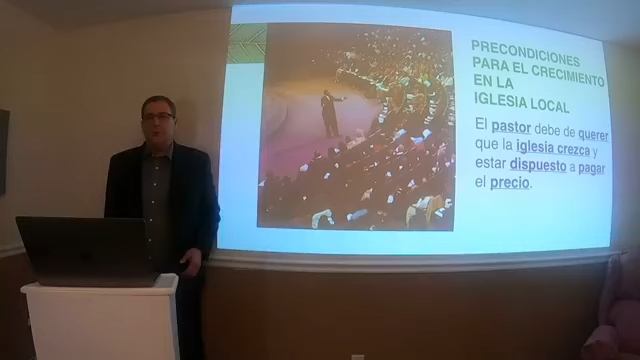 PRECONDICIONES
PARA EL CRECIMIENTO
EN LA
IGLESIA LOCAL
El pastor debe de querer
que la iglesia crezca y
estar dispuesto a pagar
el precio.